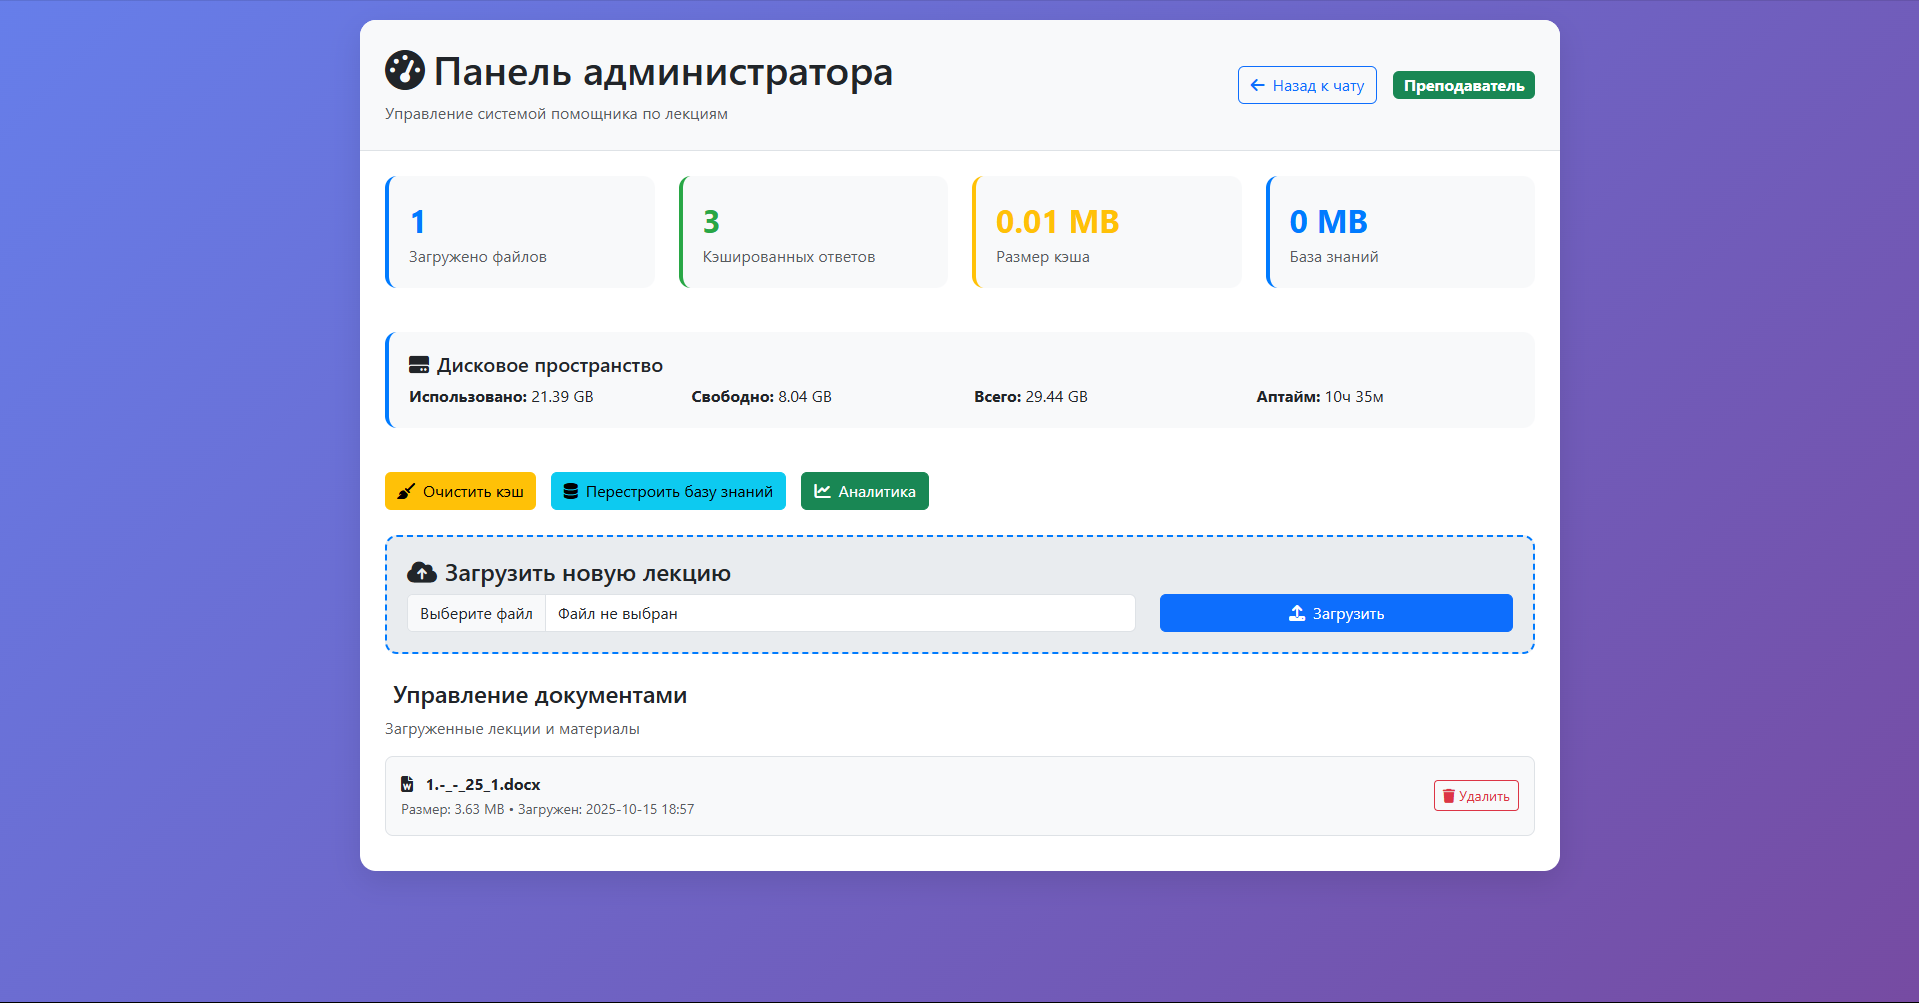 Панель администратора
Управление системой помощника по лекциям
Назад к чату
Преподаватель
1
Загружено файлов
3
Кэшированных ответов
0.01 MB
Размер кэша
0 MB
База знаний
Дисковое пространство
Использовано: 21.39 GB
Свободно: 8.04 GB
Всего: 29.44 GB
Аптайм: 10ч 35м
Очистить кэш
Перестроить базу знаний
Аналитика
Загрузить новую лекцию
Выберите файл
Файл не выбран
Загрузить
Управление документами
Загруженные лекции и материалы
1.-_-_25_1.docx
Размер: 3.63 MB • Загружен: 2025-10-15 18:57
Удалить